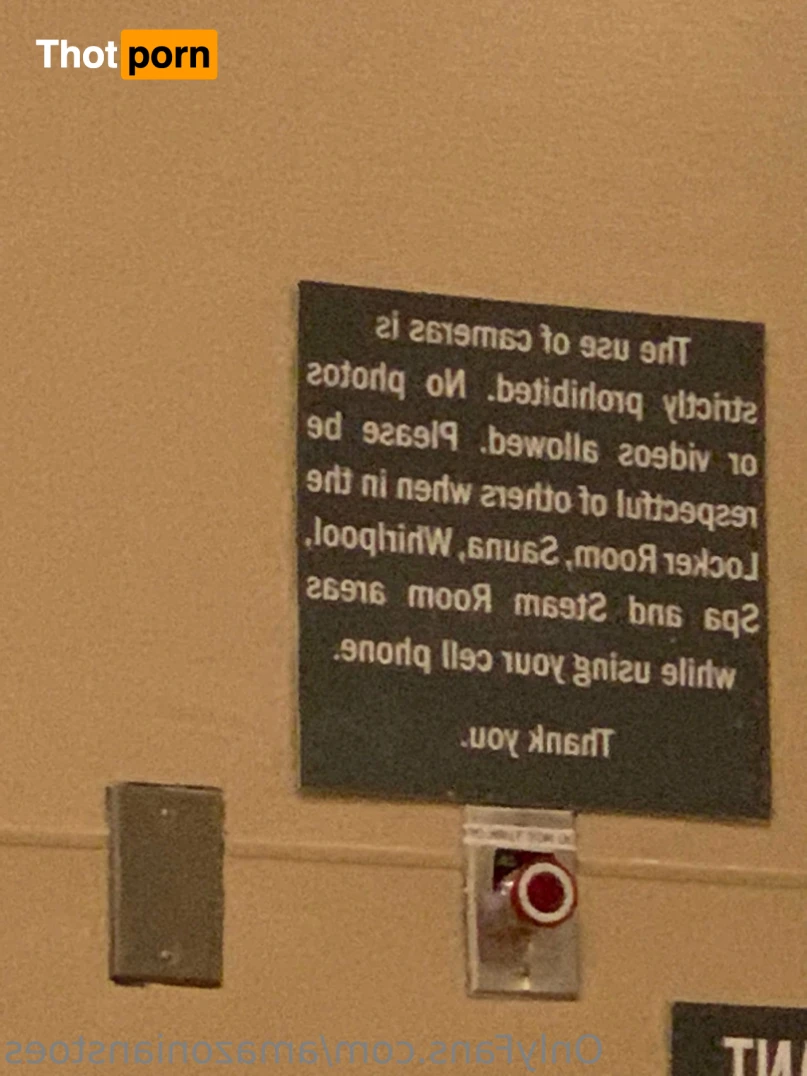 Thotporn
The use of cameras is
strictly prohibited. No photos
or videos allowed. Please be
respectful of others when in the
Locker Room, Sauna, Whirlpool,
Spa and Steam Room areas
while using your cell phone.
Thank you.
OnlyFans.com/amazonianstoes